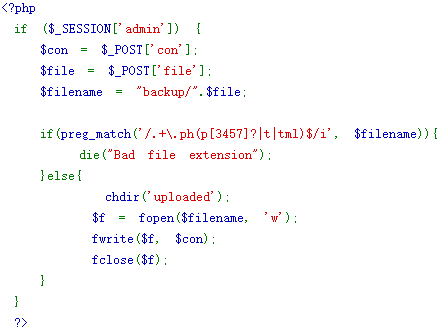 <?php
if ($_SESSION['admin']) {
$con = $_POST['con'];
$file = $_POST['file'];
$filename = "backup/".$file;
if(preg_match('/.+\.ph(p[3457]?|t|tml)$/i', $filename)){
die("Bad file extension");
}else{
chdir('uploaded');
$f = fopen($filename, 'w');
fwrite($f, $con);
fclose($f);
}
}
?>